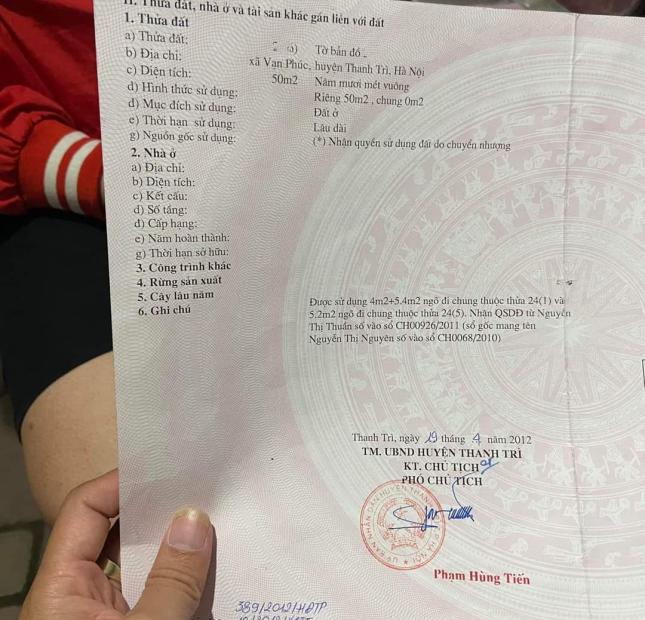 II. Thửa đất, nhà ở và tài sản khác gắn liền với đất
1. Thửa đất
a) Thửa đất: Tờ bản đồ
b) Địa chỉ: xã Vạn Phúc, huyện Thanh Trì, Hà Nội
c) Diện tích: 50m2 Năm mươi mét vuông
d) Hình thức sử dụng: Riêng 50m2 , chung 0m2
đ) Mục đích sử dụng: Đất ở
e) Thời hạn sử dụng: Lâu dài
g) Nguồn gốc sử dụng: (*) Nhận quyền sử dụng đất do chuyển nhượng
2. Nhà ở
a) Địa chỉ:
b) Diện tích:
c) Kết cấu:
d) Số tầng:
đ) Cấp hạng:
e) Năm hoàn thành:
g) Thời hạn sở hữu:
3. Công trình khác
4. Rừng sản xuất
5. Cây lâu năm
6. Ghi chú
Được sử dụng 4m2+5.4m2 ngõ đi chung thuộc thửa 24(1) và
5.2m2 ngõ đi chung thuộc thửa 24(5). Nhận QSDĐ từ Nguyễn
Thị Thuấn số vào sổ CH00926/2011 (sổ gốc mang tên
Nguyễn Thị Nguyên số vào sổ CH0068/2010)
Thanh Trì, ngày 19 tháng 4 năm 2012
TM. UBND HUYỆN THANH TRÌ
KT. CHỦ TỊCH
PHÓ CHỦ TỊCH
Phạm Hùng Tiến
389/2012/HĐTP